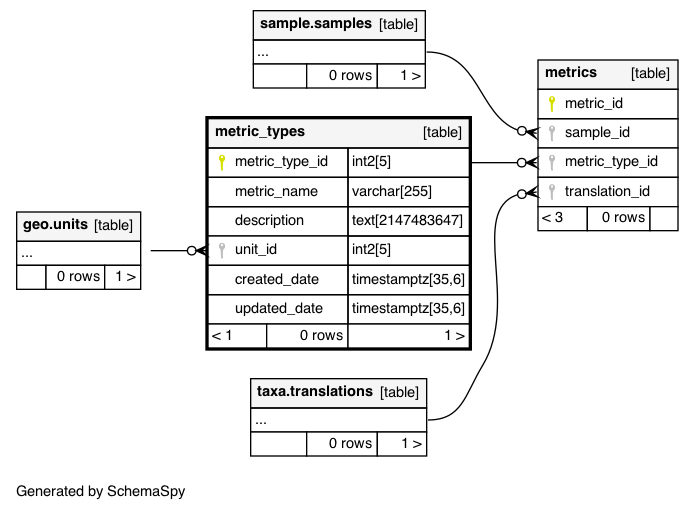 sample.samples [table]
...
0 rows 1 >
metrics [table]
metric_id
sample_id
metric_type_id
translation_id
< 3 0 rows
metric_types [table]
metric_type_id int2[5]
metric_name varchar[255]
description text[2147483647]
unit_id int2[5]
created_date timestamptz[35,6]
updated_date timestamptz[35,6]
< 1 0 rows 1 >
geo.units [table]
...
0 rows 1 >
taxa.translations [table]
...
0 rows 1 >
Generated by SchemaSpy